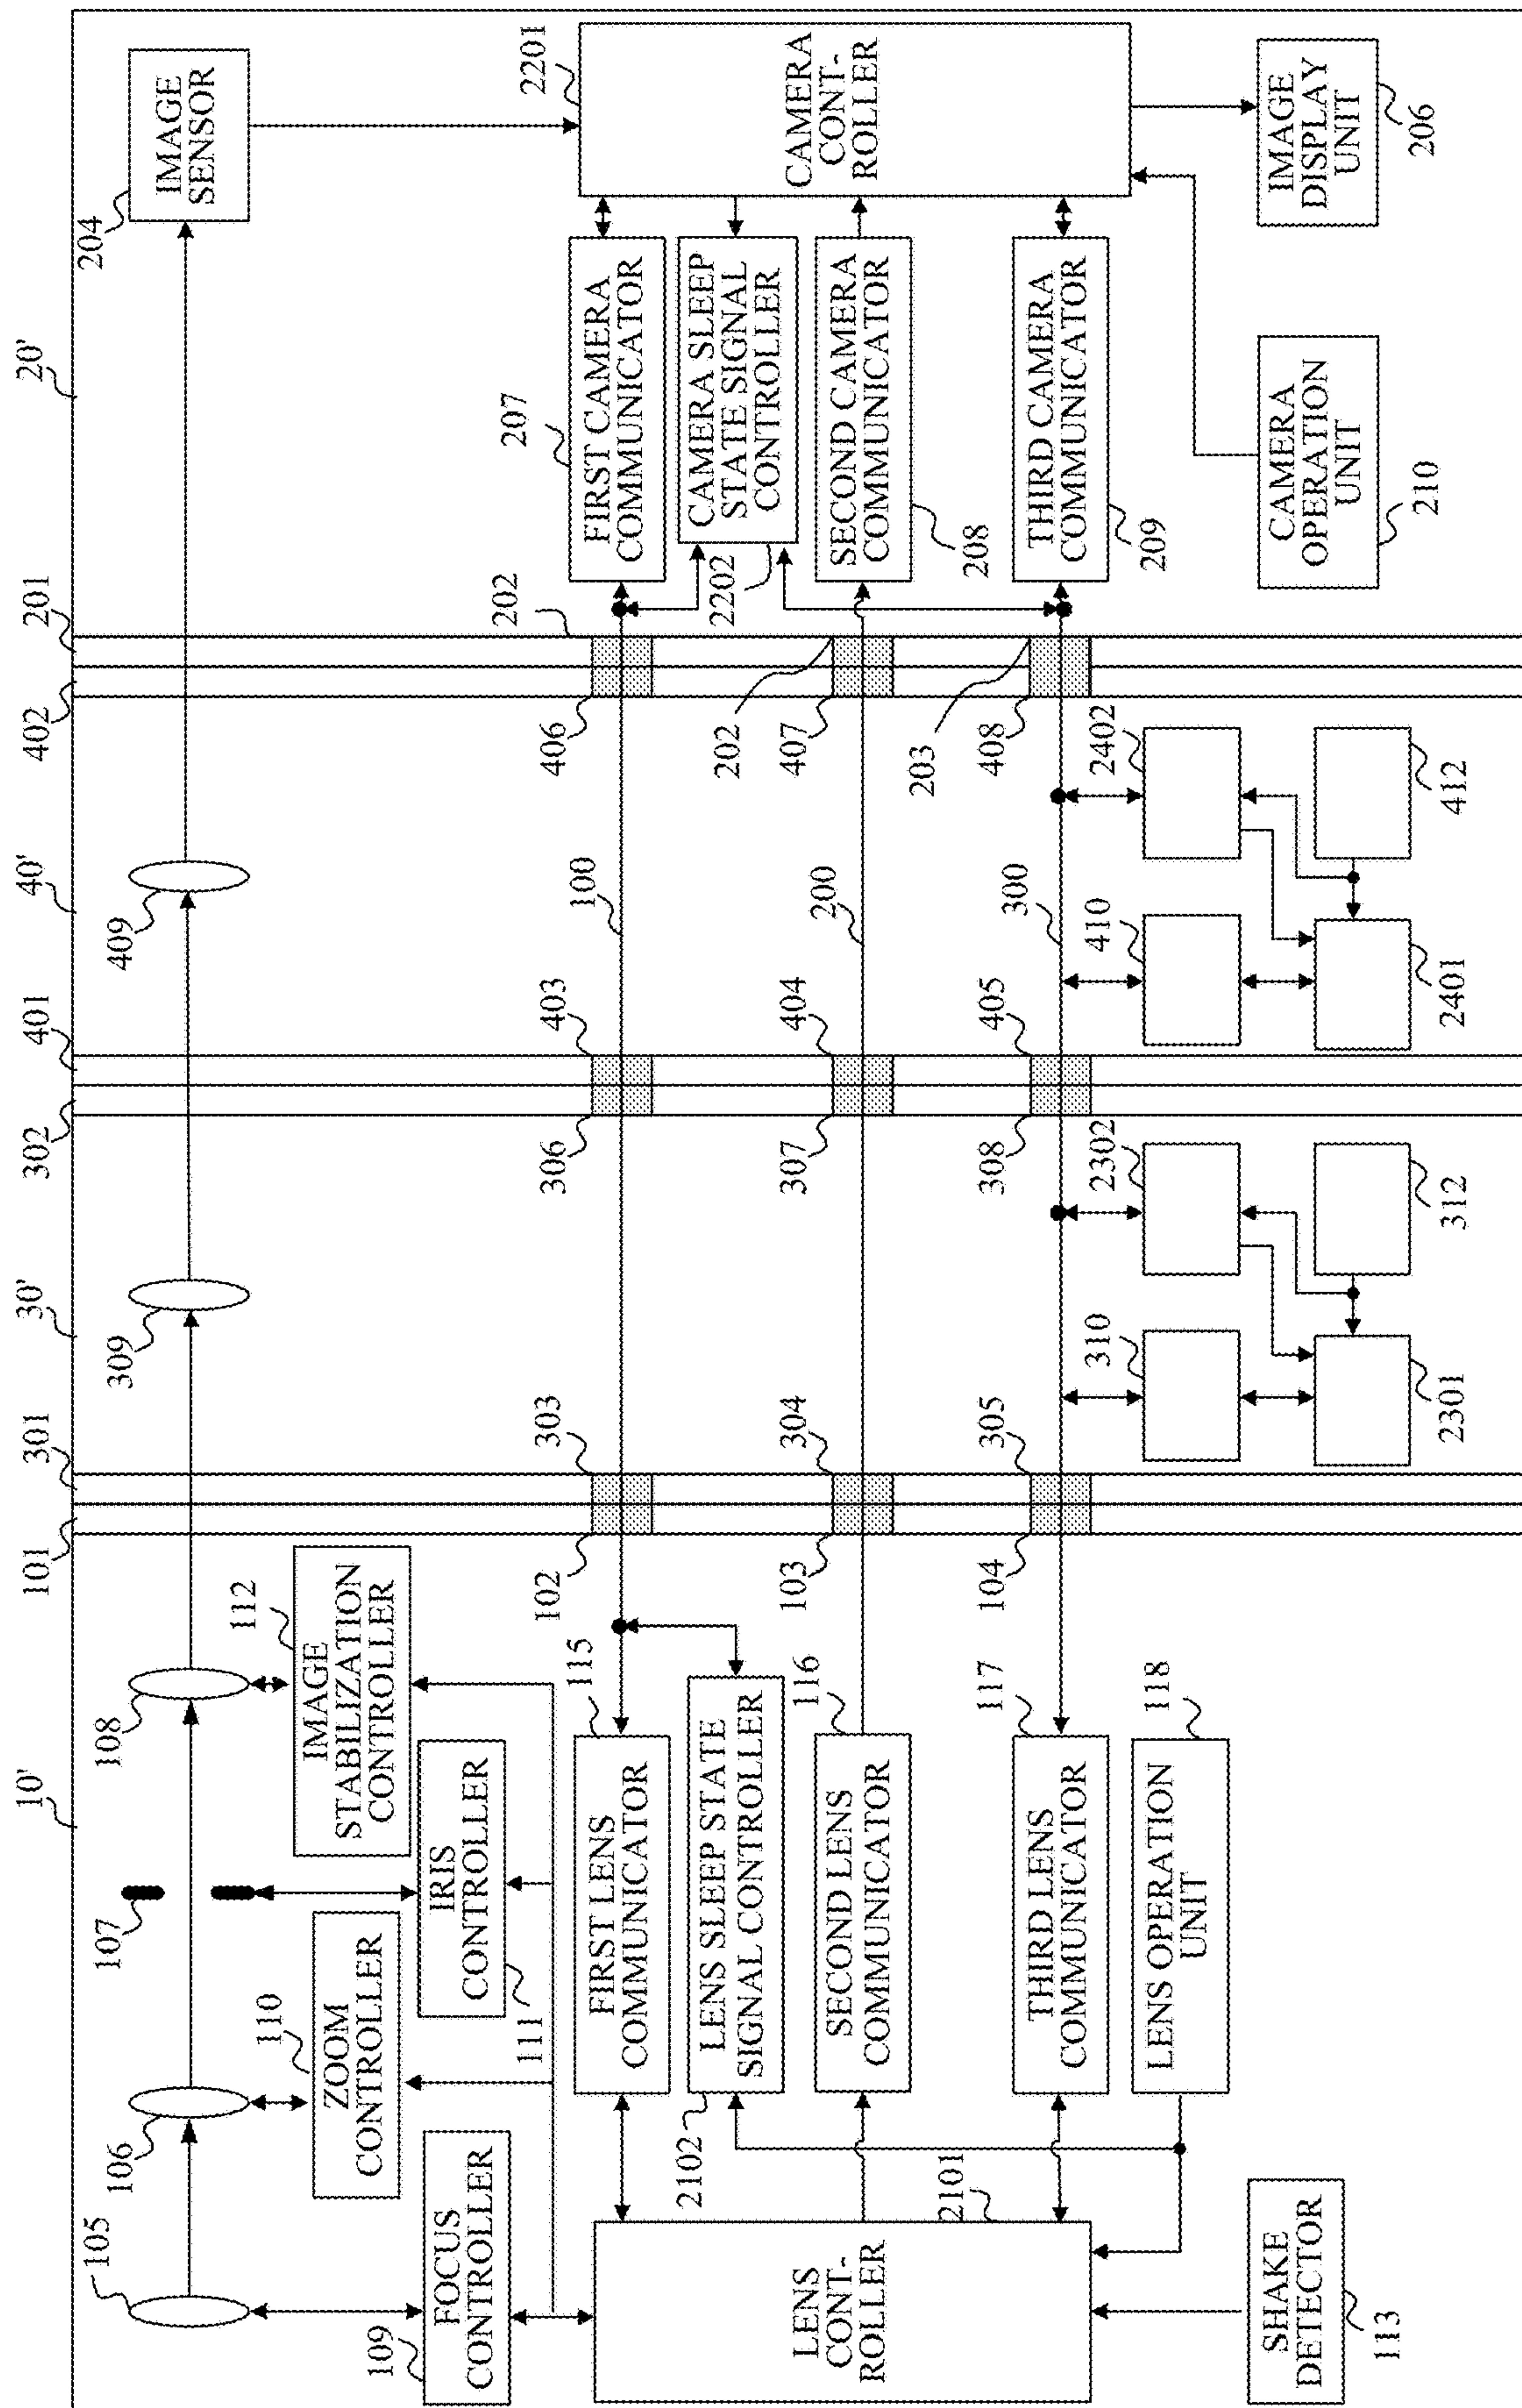 10'
30'
40'
20'
101
301
302
401
402
201
105
106
107
108
309
409
204
IMAGE
SENSOR
109
FOCUS
CONTROLLER
110
ZOOM
CONTROLLER
111
IRIS
CONTROLLER
112
IMAGE
STABILIZATION
CONTROLLER
LENS
CONT-
ROLLER
2101
115
FIRST LENS
COMMUNICATOR
2102
LENS SLEEP STATE
SIGNAL CONTROLLER
116
SECOND LENS
COMMUNICATOR
117
THIRD LENS
COMMUNICATOR
118
LENS OPERATION
UNIT
SHAKE
DETECTOR
113
102
303
306
403
100
406
202
103
304
307
404
200
202
407
104
305
308
405
300
203
408
310
2302
2301
312
410
2402
2401
412
207
FIRST CAMERA
COMMUNICATOR
2202
CAMERA SLEEP
STATE SIGNAL
CONTROLLER
SECOND CAMERA
COMMUNICATOR
208
THIRD CAMERA
COMMUNICATOR
209
2201
CAMERA
CONT-
ROLLER
CAMERA
OPERATION
UNIT
210
IMAGE
DISPLAY
UNIT
206